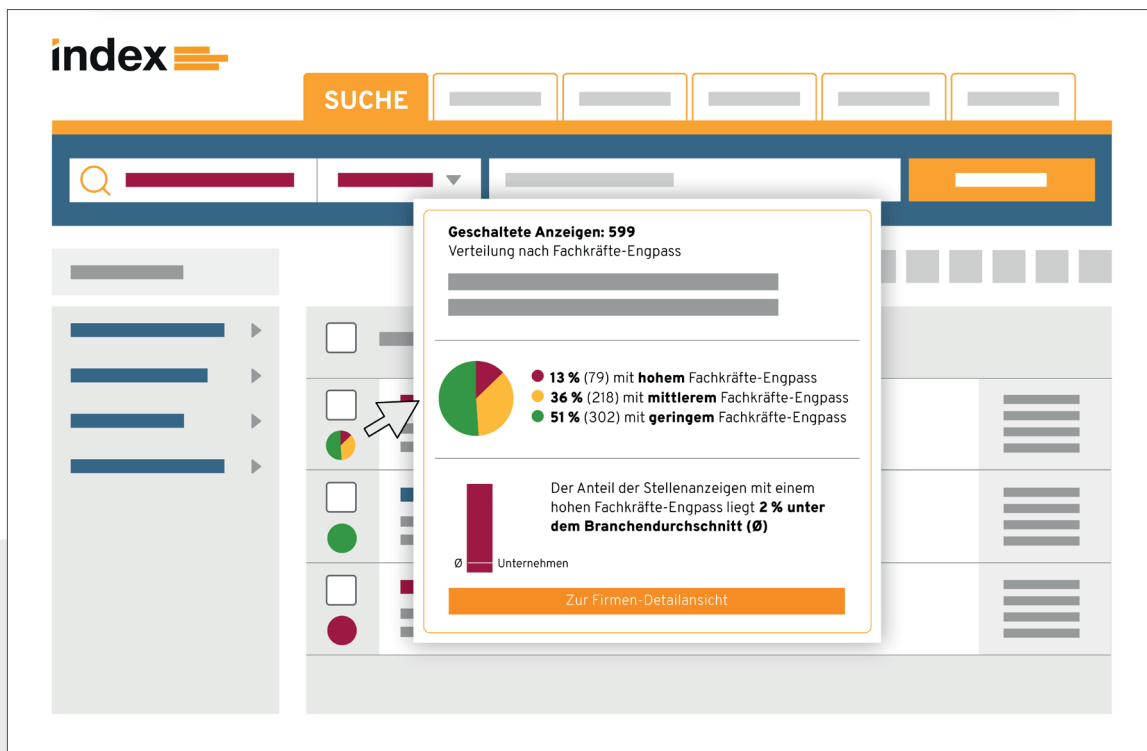 index
SUCHE
Geschaltete Anzeigen: 599
Verteilung nach Fachkräfte-Engpass
13 % (79) mit hohem Fachkräfte-Engpass
36 % (218) mit mittlerem Fachkräfte-Engpass
51 % (302) mit geringem Fachkräfte-Engpass
Der Anteil der Stellenanzeigen mit einem
hohen Fachkräfte-Engpass liegt 2 % unter
dem Branchendurchschnitt (Ø)
Ø Unternehmen
Zur Firmen-Detailansicht